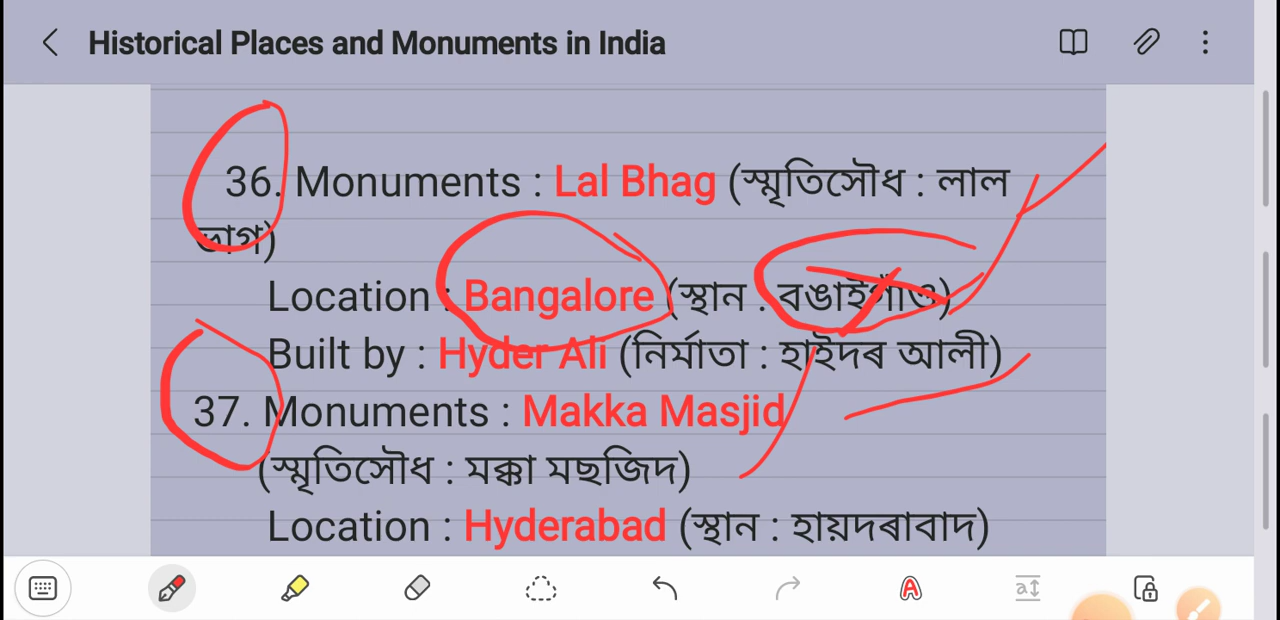 Historical Places and Monuments in India
36. Monuments : Lal Bhag (স্মৃতিসৌধ : লাল
ভাগ)
Location : Bangalore (স্থান : বঙাইগাঁও)
Built by : Hyder Ali (নিৰ্মাতা : হাইদৰ আলী)
37. Monuments : Makka Masjid
(স্মৃতিসৌধ : মক্কা মছজিদ)
Location : Hyderabad (স্থান : হায়দৰাবাদ)